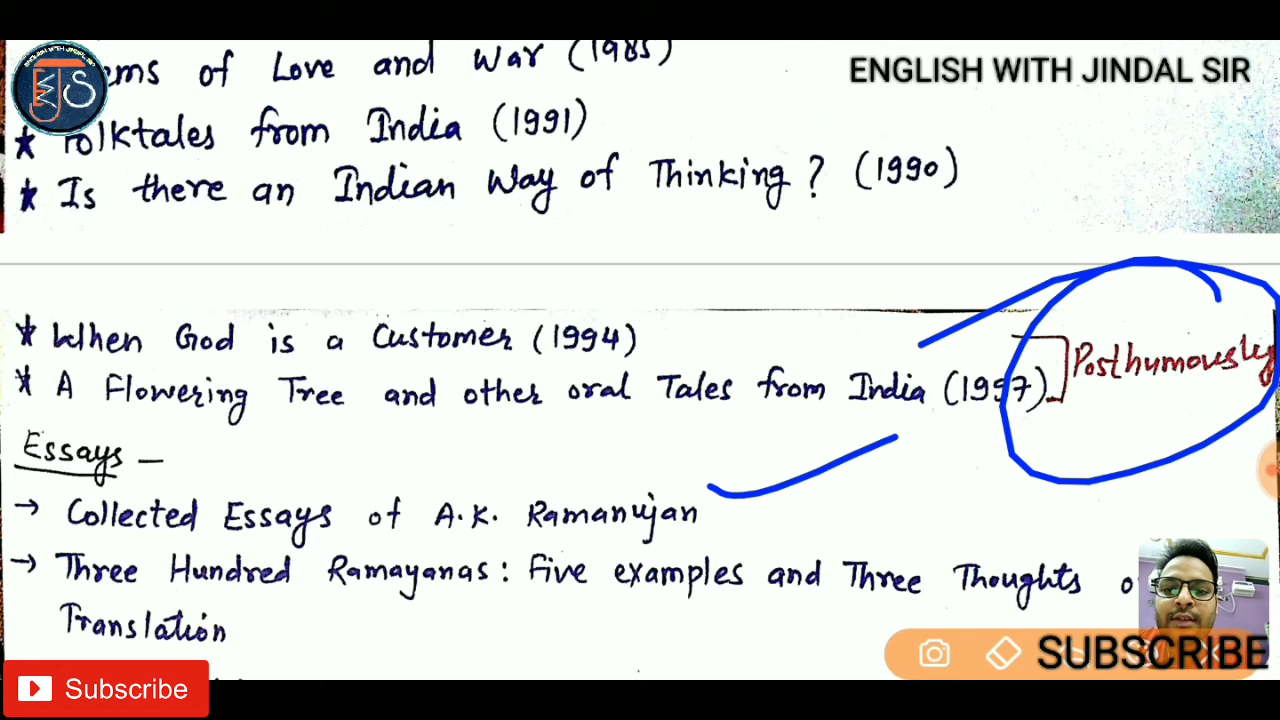 ems of Love and War (1985)
ENGLISH WITH JINDAL SIR
★ Folktales from India (1991)
★ Is there an Indian Way of Thinking? (1990)
★ When God is a Customer (1994)
★ A Flowering Tree and other oral Tales from India (1997)
Posthumously
Essays —
→ Collected Essays of A.K. Ramanujan
→ Three Hundred Ramayanas: Five examples and Three Thoughts
Translation
SUBSCRIBE
Subscribe